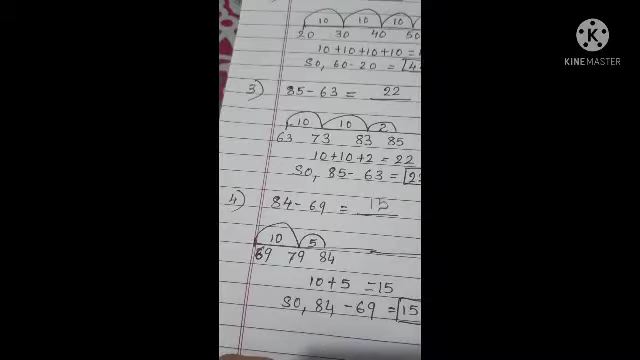 10 10 10
20 30 40 50
10+10+10+10=
SO, 60-20 =
3) 85-63 = 22
10 10 2
63 73 83 85
10+10+2 = 22
SO, 85-63 =
4) 84-69 = 15
10 5
69 79 84
10+5 =15
SO, 84-69 = 15
KINEMASTER